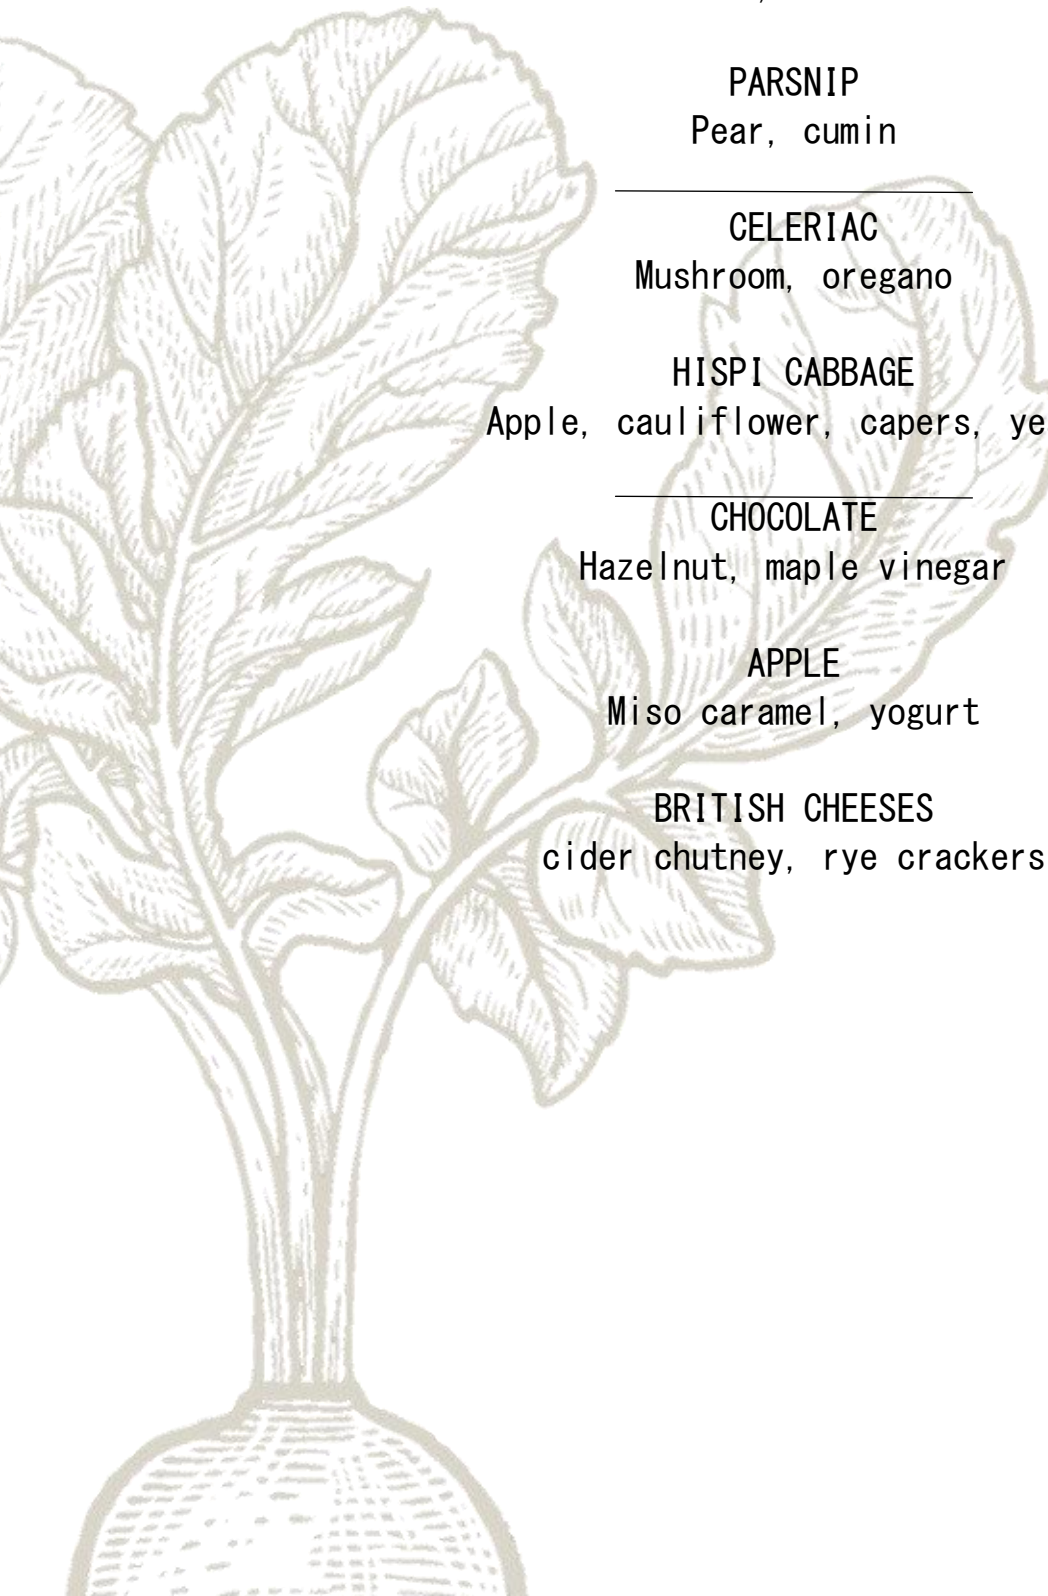 PARSNIP
Pear, cumin
CELERIAC
Mushroom, oregano
HISPI CABBAGE
Apple, cauliflower, capers,
CHOCOLATE
Hazelnut, maple vinegar
APPLE
Miso caramel, yogurt
BRITISH CHEESES
cider chutney, rye crackers